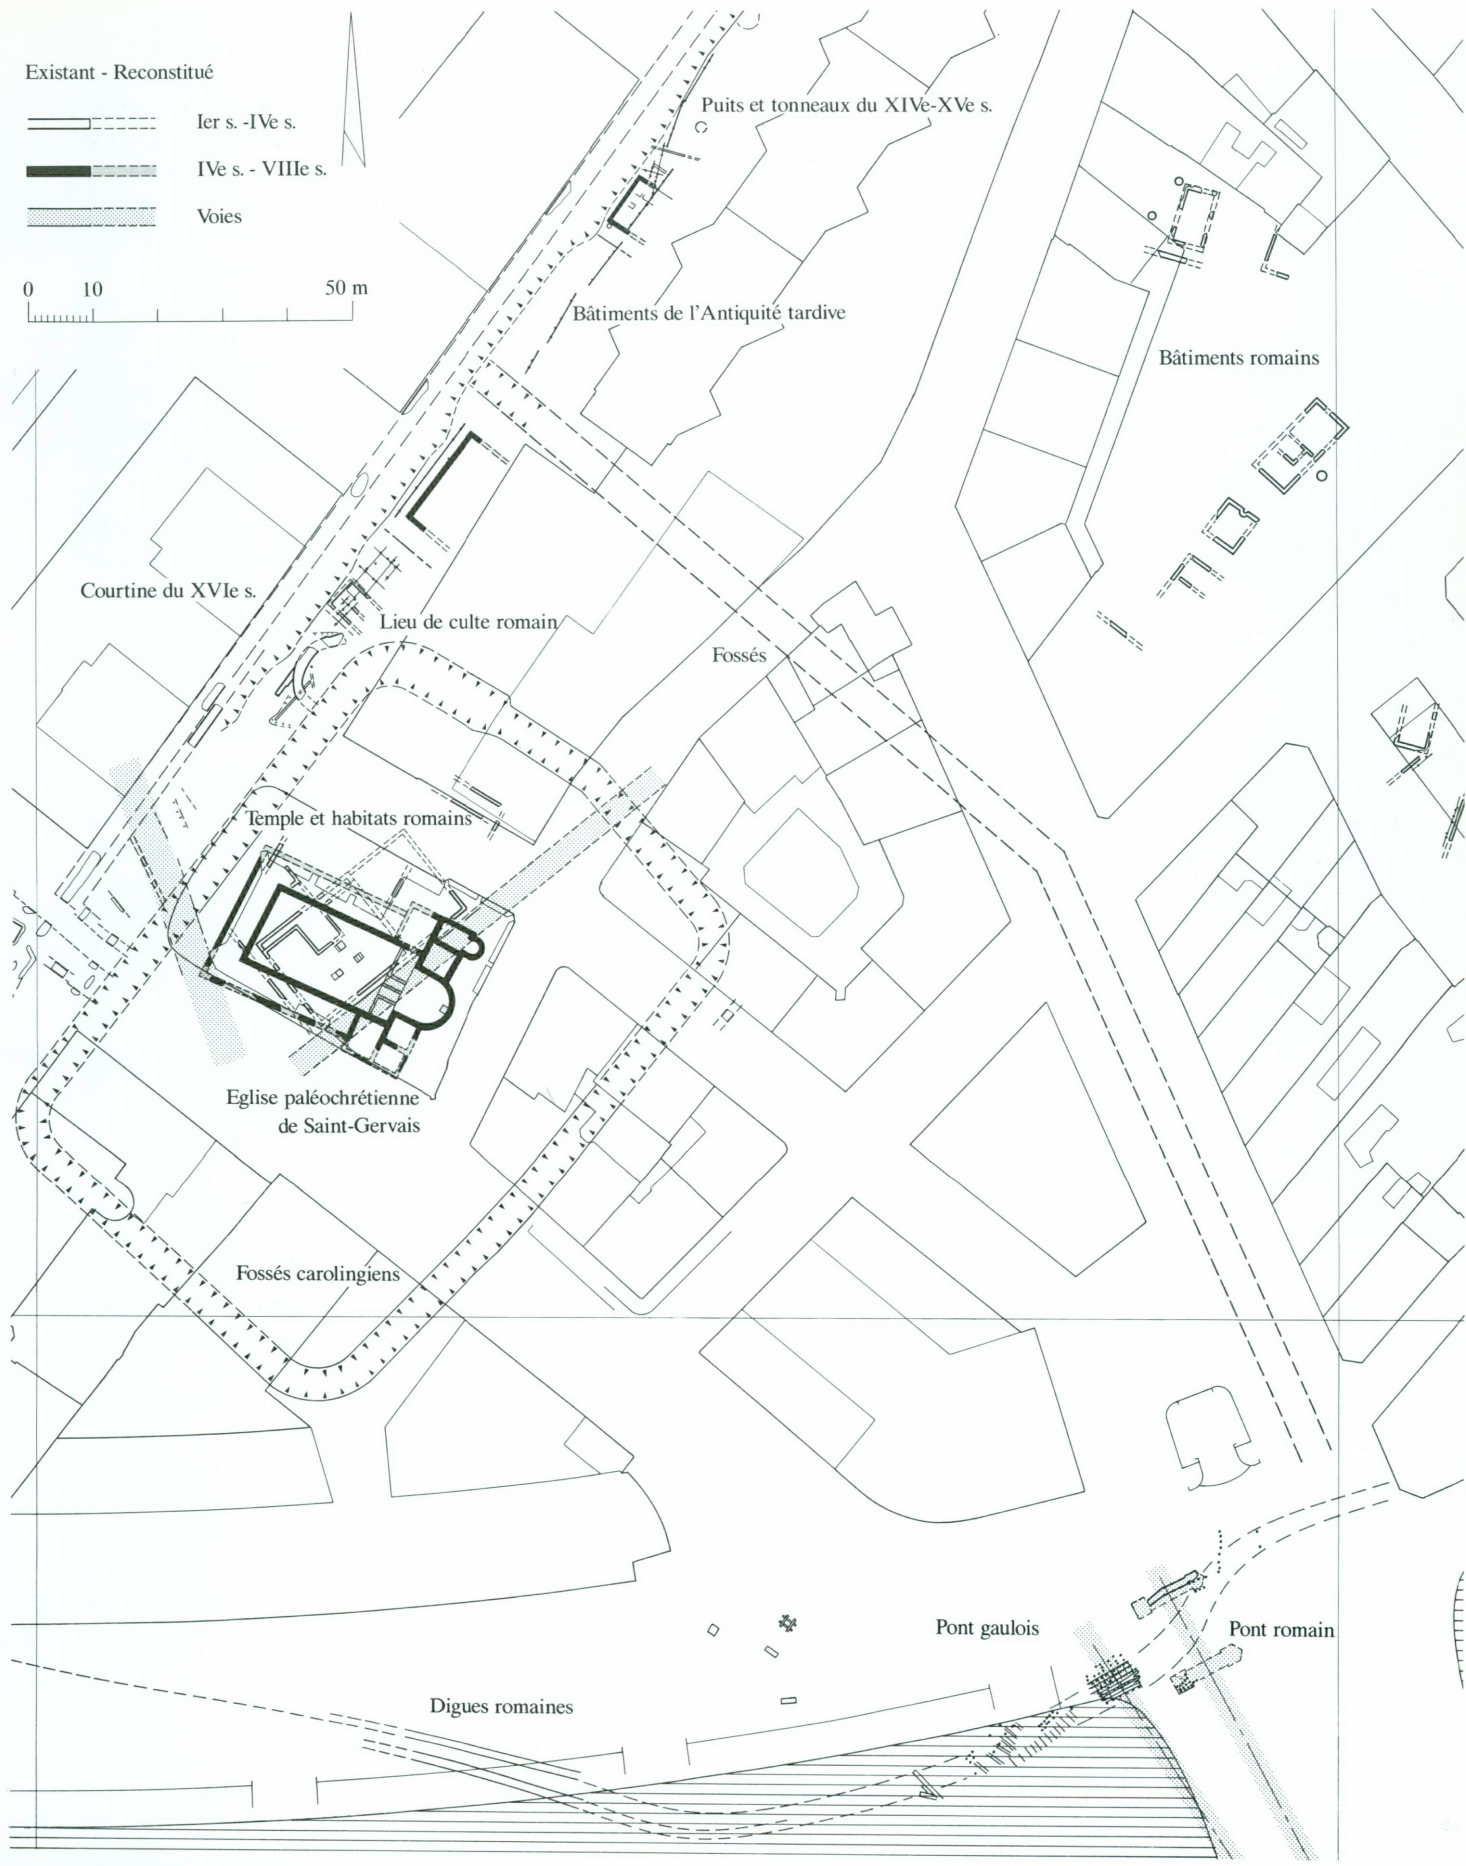 Existant - Reconstitué
Ier s. -IVe s.
IVe s. - VIIIe s.
Voies
0 10 50 m
Puits et tonneaux du XIVe-XVe s.
Bâtiments de l'Antiquité tardive
Bâtiments romains
Courtine du XVIe s.
Lieu de culte romain
Fossés
Temple et habitats romains
Eglise paléochrétienne
de Saint-Gervais
Fossés carolingiens
Pont gaulois
Pont romain
Digues romaines